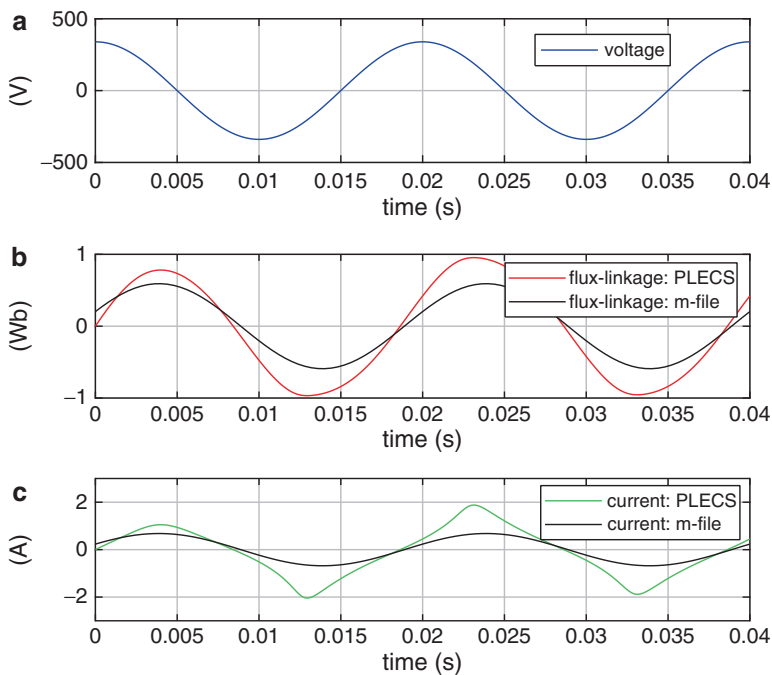 a
500
0
−500
(V)
voltage
0 0.005 0.01 0.015 0.02 0.025 0.03 0.035 0.04
time (s)
b
1
0
−1
(Wb)
flux-linkage: PLECS
flux-linkage: m-file
0 0.005 0.01 0.015 0.02 0.025 0.03 0.035 0.04
time (s)
c
2
0
−2
(A)
current: PLECS
current: m-file
0 0.005 0.01 0.015 0.02 0.025 0.03 0.035 0.04
time (s)